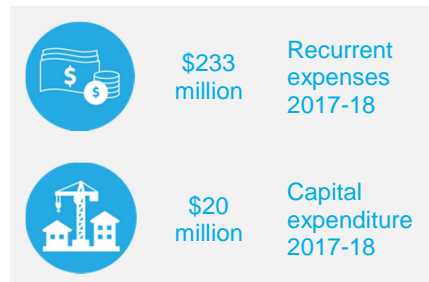 $
$
$233
million
Recurrent
expenses
2017-18
$20
million
Capital
expenditure
2017-18